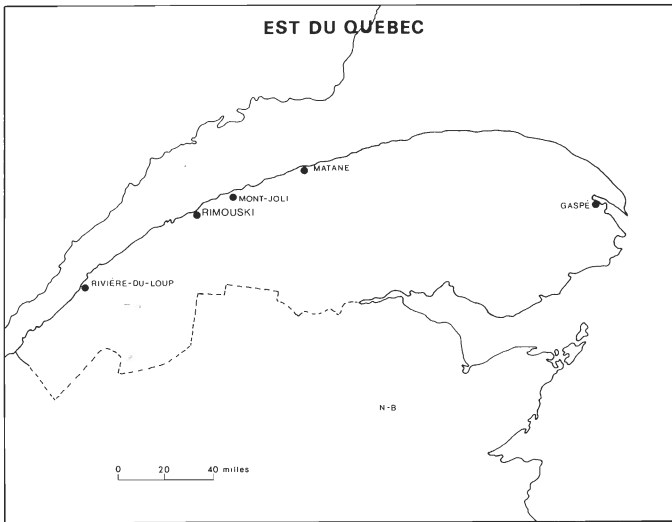 EST DU QUEBEC
MATANE
MONT-JOLI
GASPÉ
RIMOUSKI
RIVIÈRE-DU-LOUP
N-B
0 20 40 milles